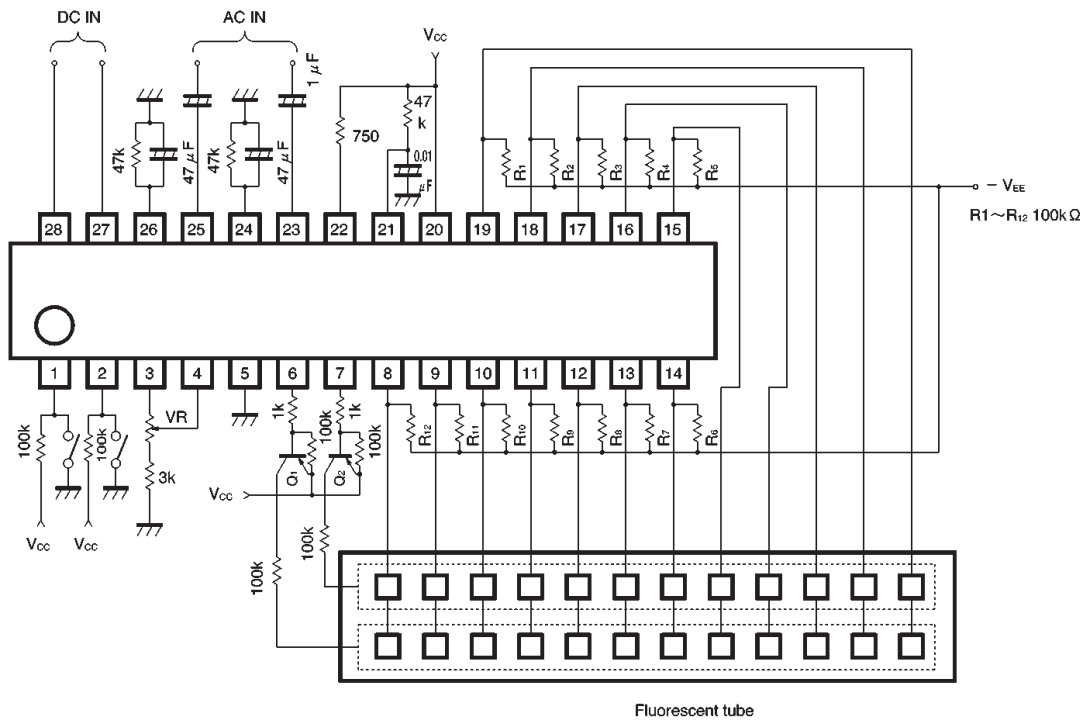 DC IN
AC IN
1 μF
VCC
47k
47 μF
47k
47 μF
750
47
k
0.01
μF
R1
R2
R3
R4
R5
− VEE
R1～R12 100kΩ
28
27
26
25
24
23
22
21
20
19
18
17
16
15
1
2
3
4
5
6
7
8
9
10
11
12
13
14
100k
100k
VR
3k
1k
100k
1k
100k
R12
R11
R10
R9
R8
R7
R6
Q1
Q2
VCC
VCC
VCC
100k
100k
Fluorescent tube